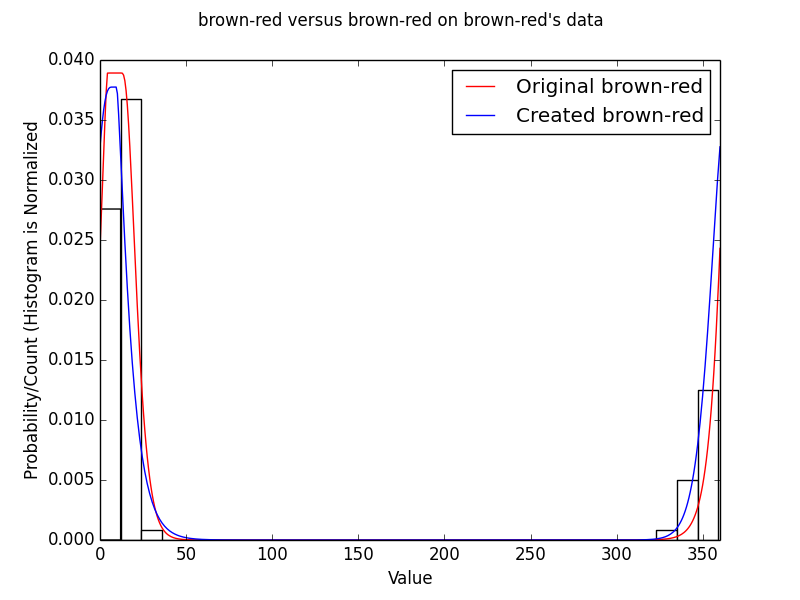 brown-red versus brown-red on brown-red's data
Original brown-red
Created brown-red
Probability/Count (Histogram is Normalized
0.040
0.035
0.030
0.025
0.020
0.015
0.010
0.005
0.000
0 50 100 150 200 250 300 350
Value